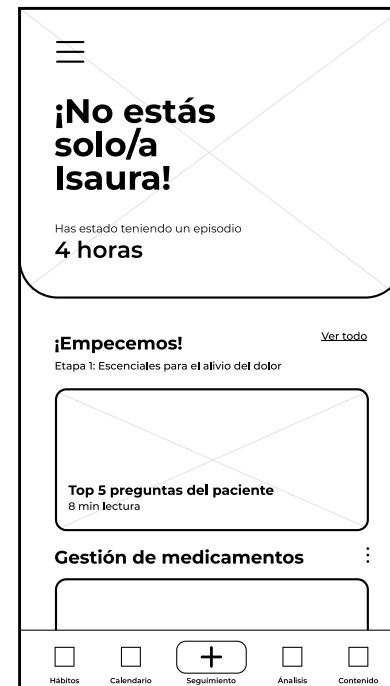 ¡No estás
solo/a
Isaura!
Has estado teniendo un episodio
4 horas
¡Empecemos!
Ver todo
Etapa 1: Escenciales para el alivio del dolor
Top 5 preguntas del paciente
8 min lectura
Gestión de medicamentos
Hábitos
Calendario
Seguimiento
Ánalisis
Contenido